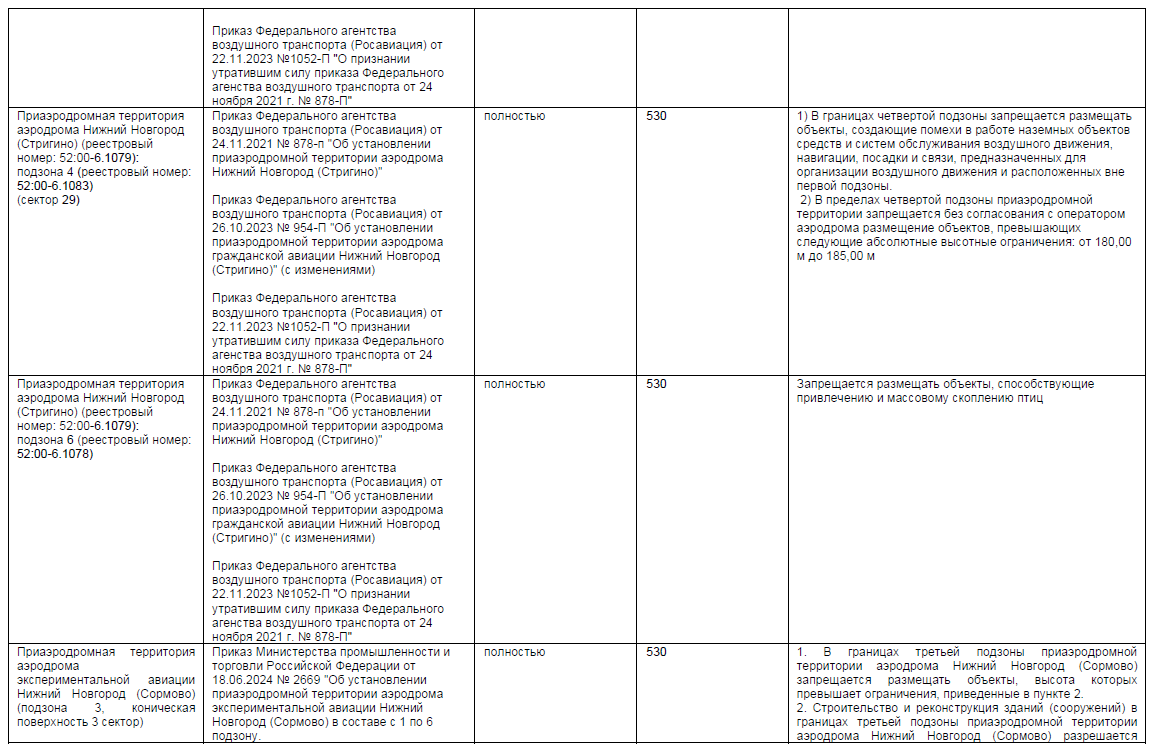 Приказ Федерального агентства
воздушного транспорта (Росавиация) от
22.11.2023 №1052-П "О признании
утратившим силу приказа Федерального
агенства воздушного транспорта от 24
ноября 2021 г. № 878-П"
Приаэродромная территория
аэродрома Нижний Новгород
(Стригино) (реестровый
номер: 52:00-6.1079):
подзона 4 (реестровый номер:
52:00-6.1083)
(сектор 29)
Приказ Федерального агентства
воздушного транспорта (Росавиация) от
24.11.2021 № 878-п "Об установлении
приаэродромной территории аэродрома
Нижний Новгород (Стригино)"
Приказ Федерального агентства
воздушного транспорта (Росавиация) от
26.10.2023 № 954-П "Об установлении
приаэродромной территории аэродрома
гражданской авиации Нижний Новгород
(Стригино)" (с изменениями)
Приказ Федерального агентства
воздушного транспорта (Росавиация) от
22.11.2023 №1052-П "О признании
утратившим силу приказа Федерального
агенства воздушного транспорта от 24
ноября 2021 г. № 878-П"
полностью
530
1) В границах четвертой подзоны запрещается размещать
объекты, создающие помехи в работе наземных объектов
средств и систем обслуживания воздушного движения,
навигации, посадки и связи, предназначенных для
организации воздушного движения и расположенных вне
первой подзоны.
2) В пределах четвертой подзоны приаэродромной
территории запрещается без согласования с оператором
аэродрома размещение объектов, превышающих
следующие абсолютные высотные ограничения: от 180,00
м до 185,00 м
Приаэродромная территория
аэродрома Нижний Новгород
(Стригино) (реестровый
номер: 52:00-6.1079):
подзона 6 (реестровый номер:
52:00-6.1078)
Приказ Федерального агентства
воздушного транспорта (Росавиация) от
24.11.2021 № 878-п "Об установлении
приаэродромной территории аэродрома
Нижний Новгород (Стригино)"
Приказ Федерального агентства
воздушного транспорта (Росавиация) от
26.10.2023 № 954-П "Об установлении
приаэродромной территории аэродрома
гражданской авиации Нижний Новгород
(Стригино)" (с изменениями)
Приказ Федерального агентства
воздушного транспорта (Росавиация) от
22.11.2023 №1052-П "О признании
утратившим силу приказа Федерального
агенства воздушного транспорта от 24
ноября 2021 г. № 878-П"
полностью
530
Запрещается размещать объекты, способствующие
привлечению и массовому скоплению птиц
Приаэродромная территория
аэродрома
экспериментальной авиации
Нижний Новгород (Сормово)
(подзона 3, коническая
поверхность 3 сектор)
Приказ Министерства промышленности и
торговли Российской Федерации от
18.06.2024 № 2669 "Об установлении
приаэродромной территории аэродрома
экспериментальной авиации Нижний
Новгород (Сормово) в составе с 1 по 6
подзону.
полностью
530
1. В границах третьей подзоны приаэродромной
территории аэродрома Нижний Новгород (Сормово)
запрещается размещать объекты, высота которых
превышает ограничения, приведенные в пункте 2.
2. Строительство и реконструкция зданий (сооружений) в
границах третьей подзоны приаэродромной территории
аэродрома Нижний Новгород (Сормово) разрешается